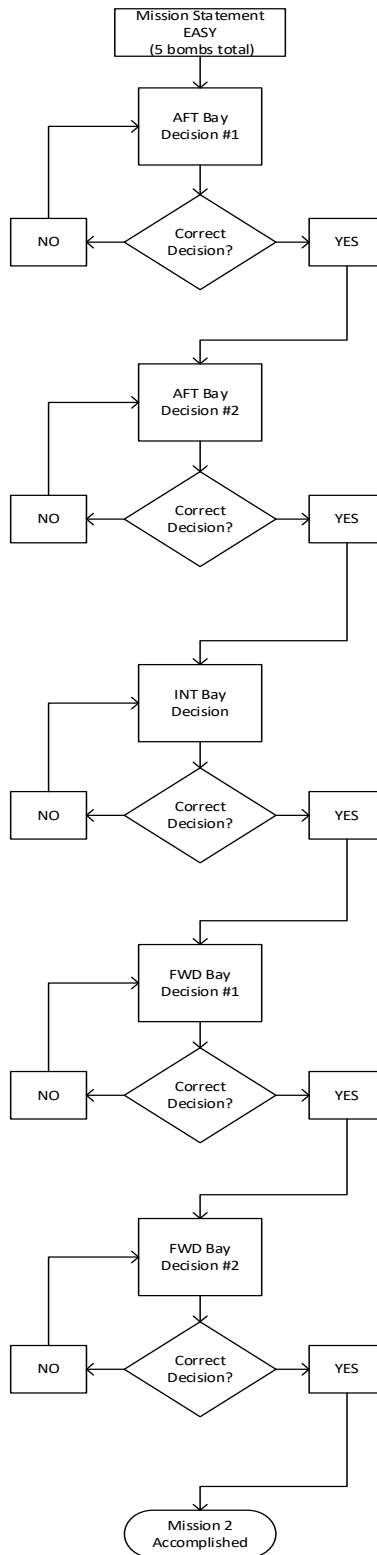 Mission Statement
EASY
(5 bombs total)
AFT Bay
Decision #1
NO
Correct
Decision?
YES
AFT Bay
Decision #2
NO
Correct
Decision?
YES
INT Bay
Decision
NO
Correct
Decision?
YES
FWD Bay
Decision #1
NO
Correct
Decision?
YES
FWD Bay
Decision #2
NO
Correct
Decision?
YES
Mission 2
Accomplished